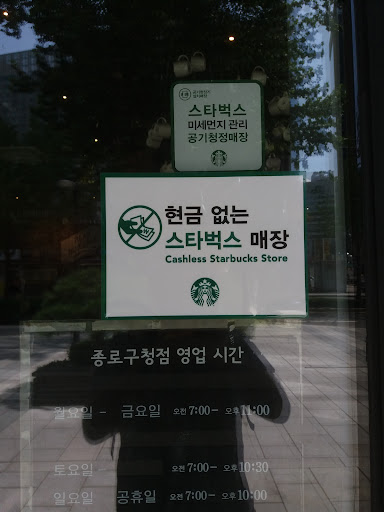 스타벅스
미세먼지 관리
공기청정매장
현금 없는
스타벅스 매장
Cashless Starbucks Store
종로구청점 영업 시간
월요일 - 금요일 오전 7:00 - 오후 11:00
토요일 오전 7:00 - 오후 10:30
일요일 공휴일 오전 7:00 - 오후 10:00